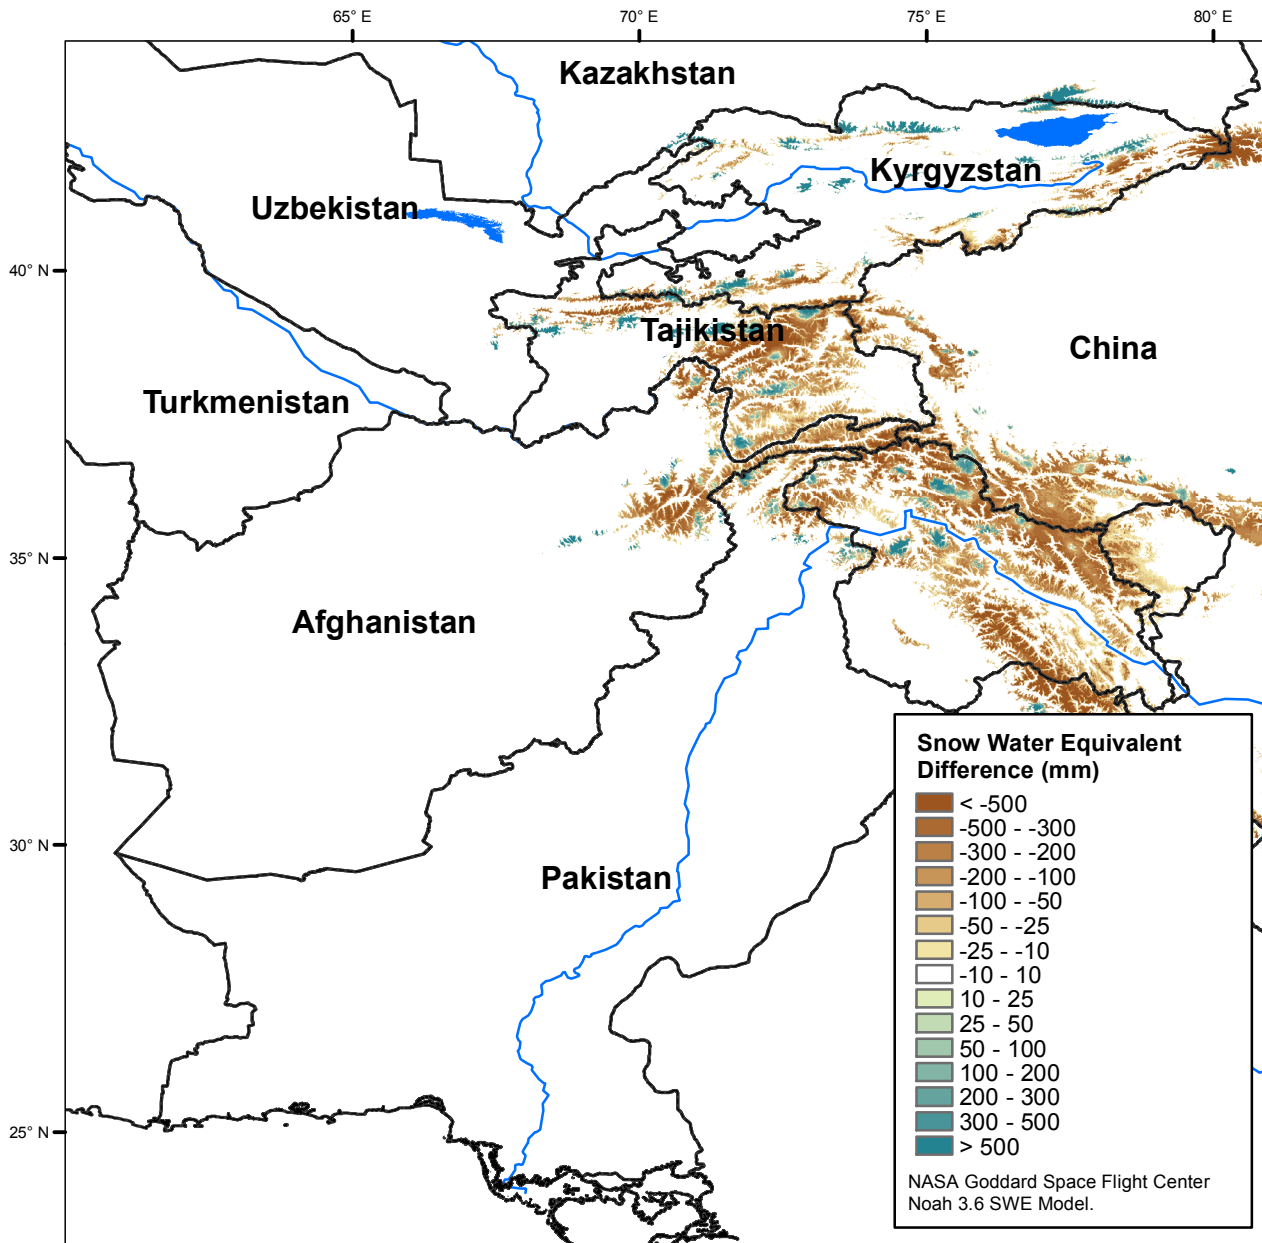 65° E
70° E
75° E
80° E
Kazakhstan
Kyrgyzstan
Uzbekistan
40° N
Tajikistan
China
Turkmenistan
35° N
Afghanistan
30° N
Pakistan
25° N
Snow Water Equivalent
Difference (mm)
< -500
-500 - -300
-300 - -200
-200 - -100
-100 - -50
-50 - -25
-25 - -10
-10 - 10
10 - 25
25 - 50
50 - 100
100 - 200
200 - 300
300 - 500
> 500
NASA Goddard Space Flight Center
Noah 3.6 SWE Model.